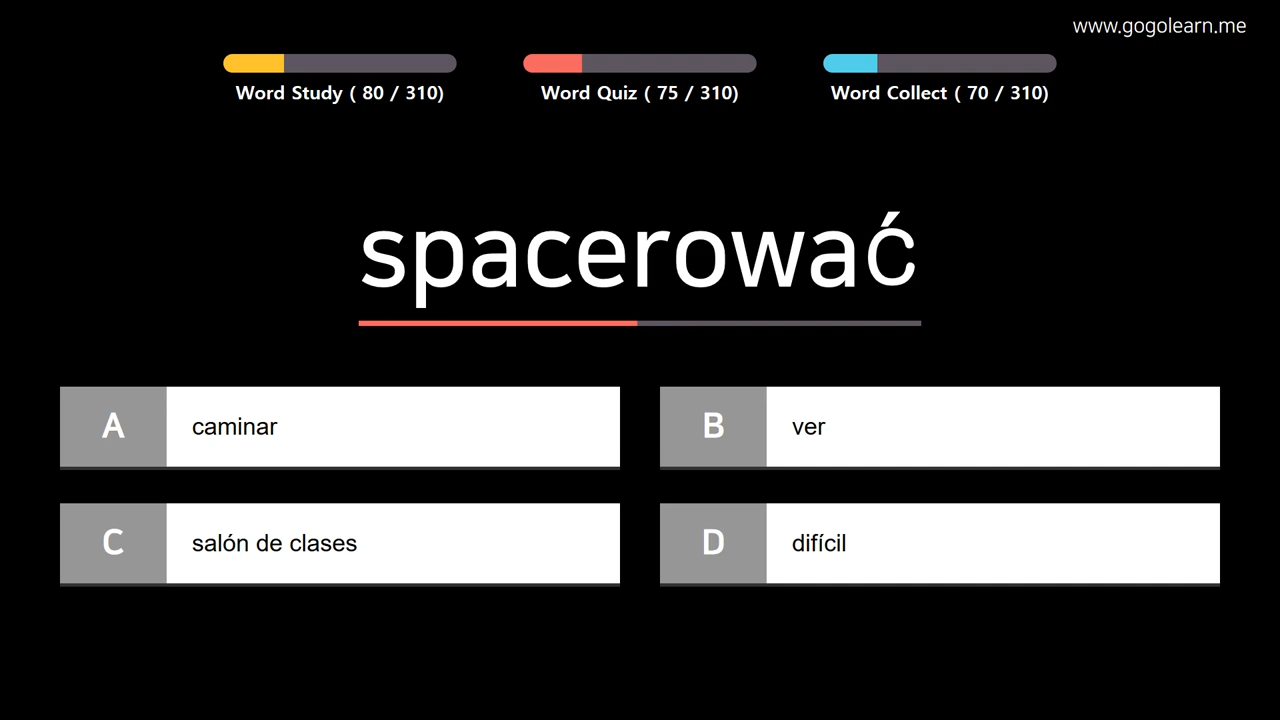 www.gogolearn.me
Word Study ( 80 / 310)
Word Quiz ( 75 / 310)
Word Collect ( 70 / 310)
spacerować
A caminar
B ver
C salón de clases
D difícil